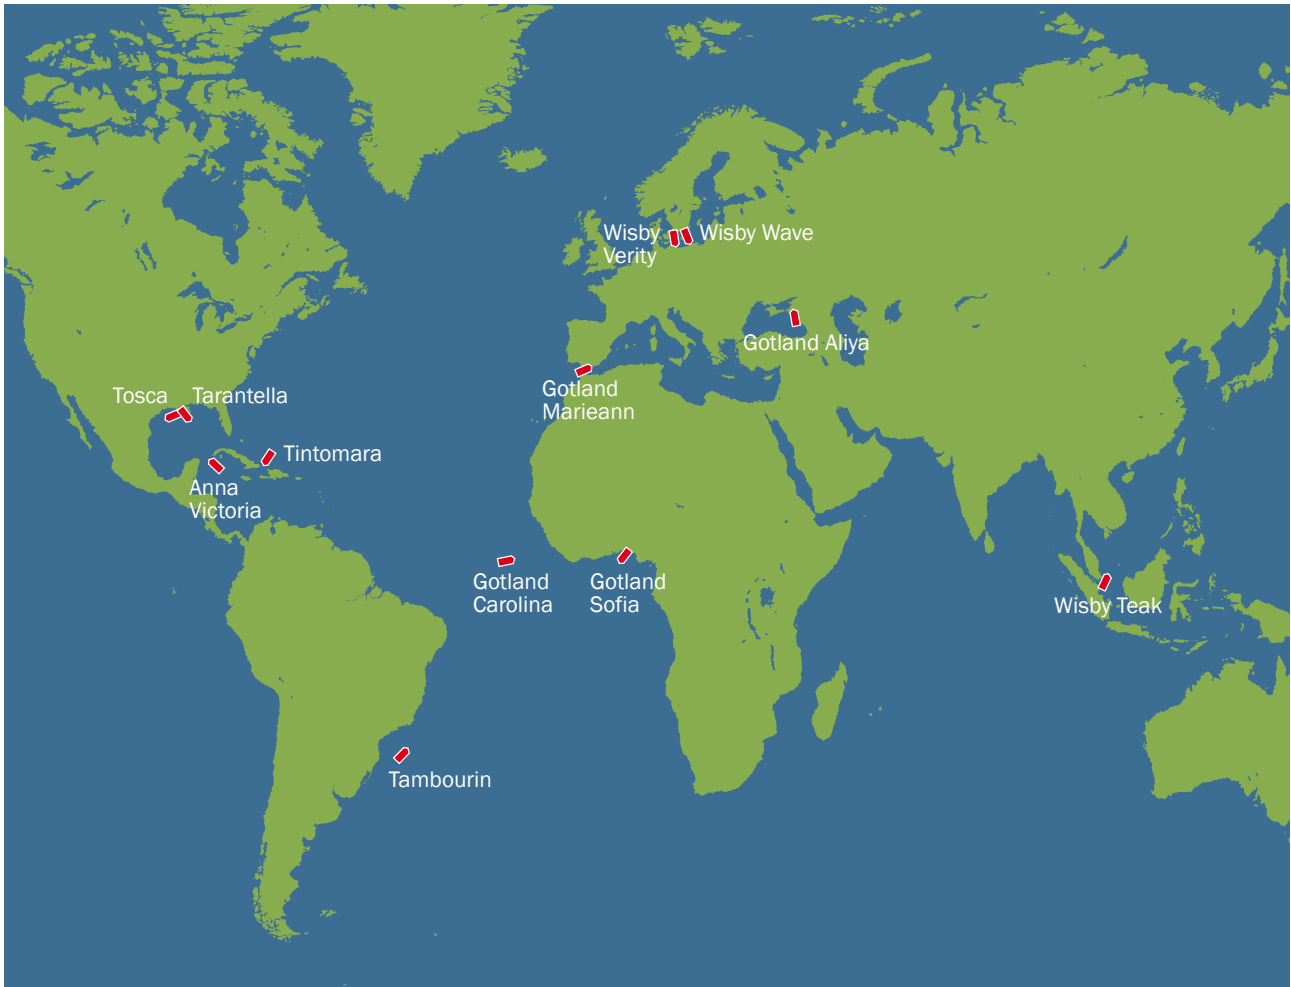 Wisby
Verity
Wisby Wave
Gotland Aliya
Gotland
Marieann
Tosca
Tarantella
Tintomara
Anna
Victoria
Gotland
Carolina
Gotland
Sofia
Wisby Teak
Tambourin